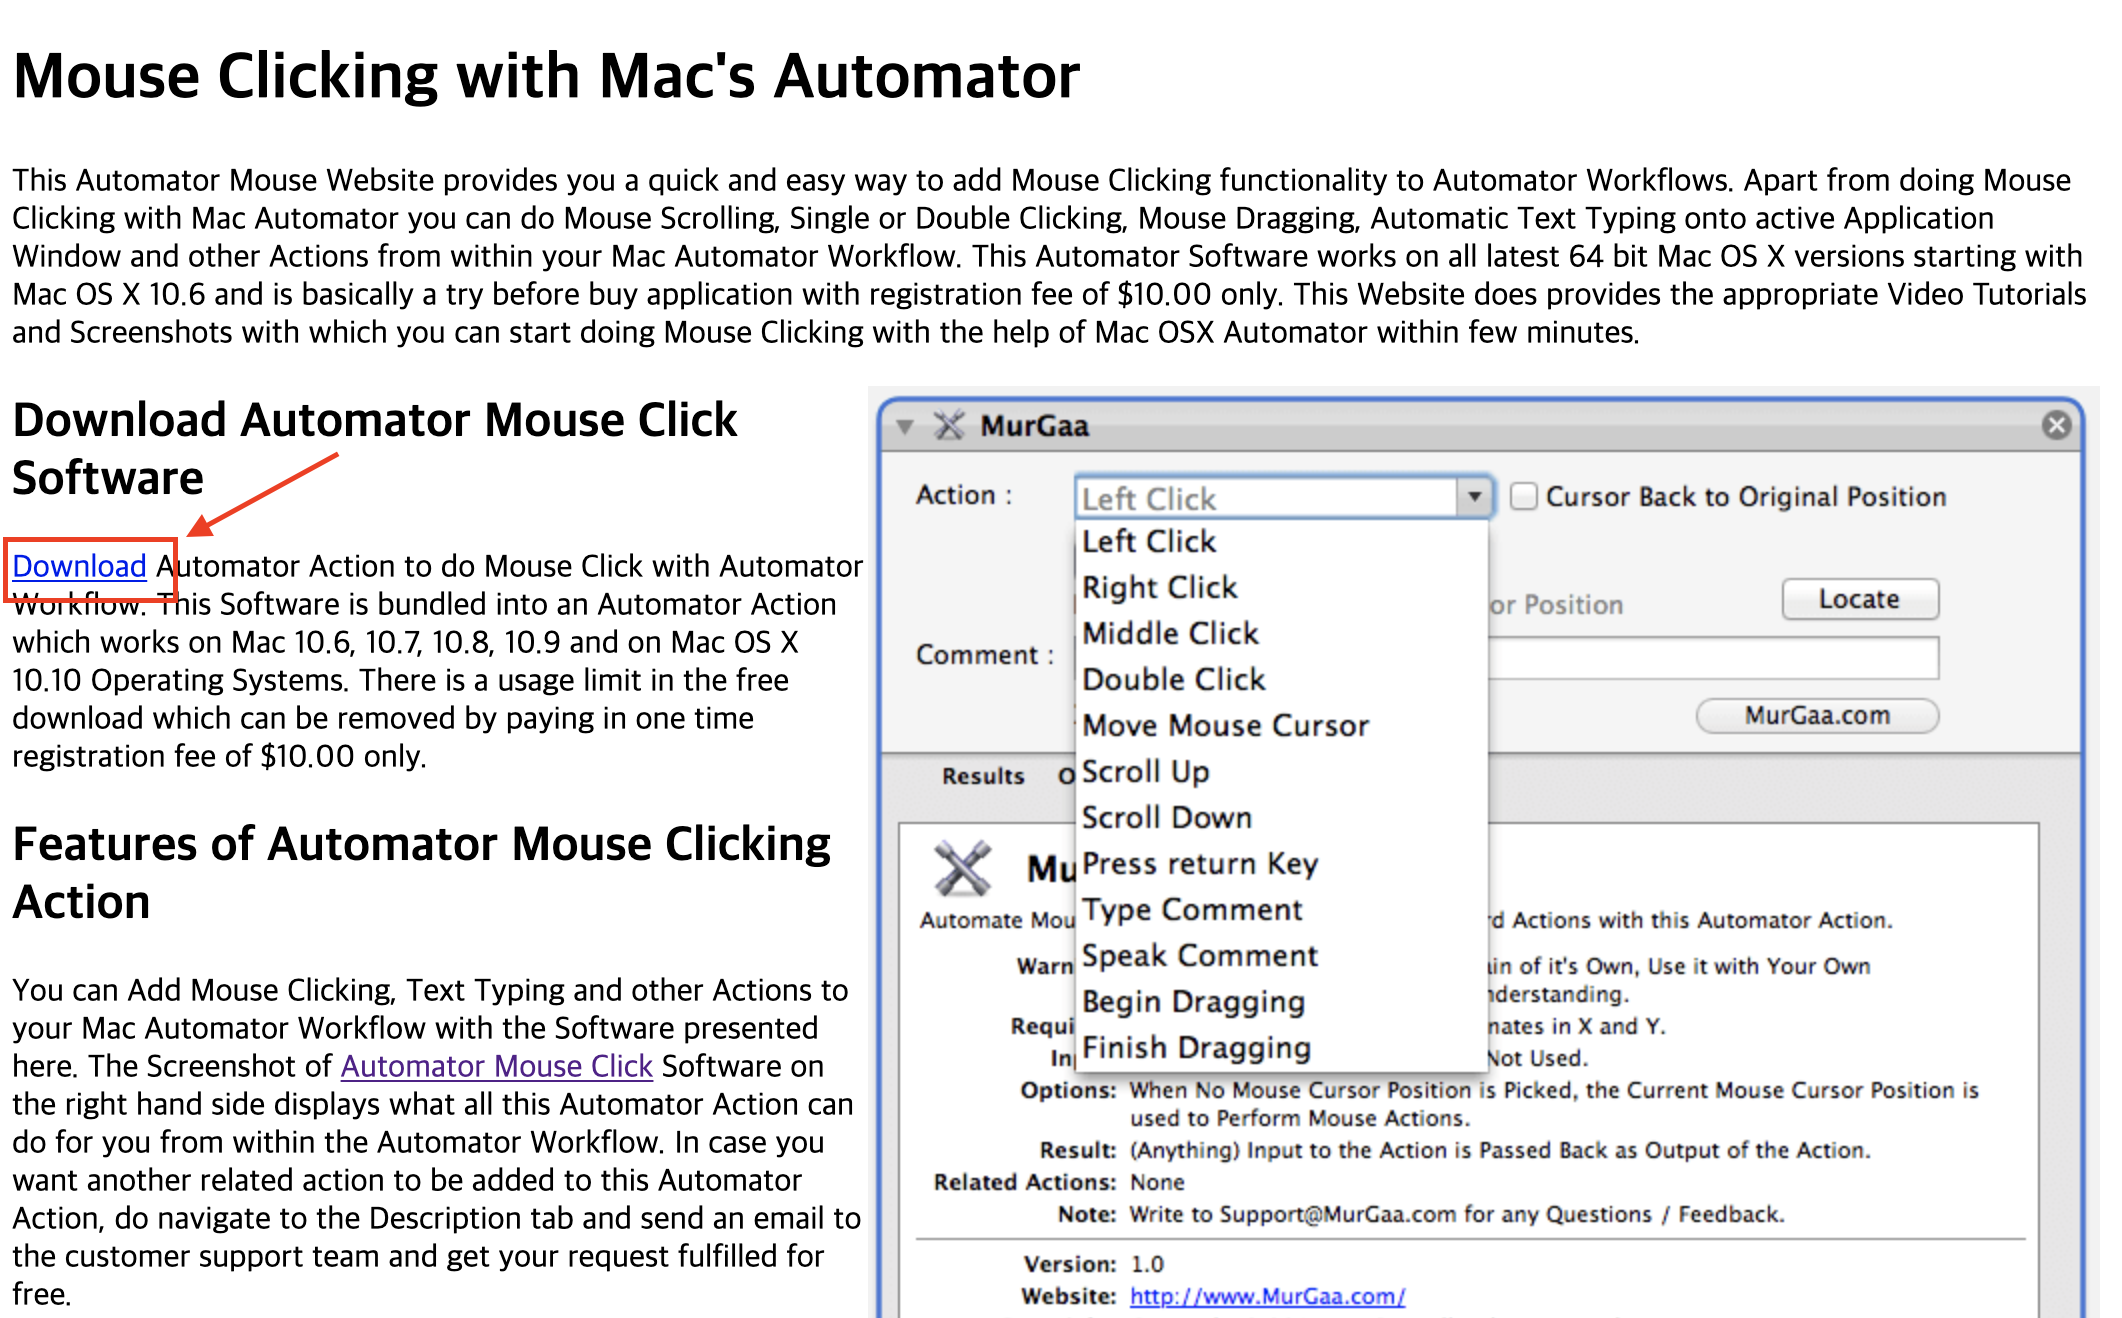 Mouse Clicking with Mac's Automator
This Automator Mouse Website provides you a quick and easy way to add Mouse Clicking functionality to Automator Workflows. Apart from doing Mouse
Clicking with Mac Automator you can do Mouse Scrolling, Single or Double Clicking, Mouse Dragging, Automatic Text Typing onto active Application
Window and other Actions from within your Mac Automator Workflow. This Automator Software works on all latest 64 bit Mac OS X versions starting with
Mac OS X 10.6 and is basically a try before buy application with registration fee of $10.00 only. This Website does provides the appropriate Video Tutorials
and Screenshots with which you can start doing Mouse Clicking with the help of Mac OSX Automator within few minutes.
Download Automator Mouse Click
Software
Download Automator Action to do Mouse Click with Automator
Workflow. This Software is bundled into an Automator Action
which works on Mac 10.6, 10.7, 10.8, 10.9 and on Mac OS X
10.10 Operating Systems. There is a usage limit in the free
download which can be removed by paying in one time
registration fee of $10.00 only.
Features of Automator Mouse Clicking
Action
You can Add Mouse Clicking, Text Typing and other Actions to
your Mac Automator Workflow with the Software presented
here. The Screenshot of Automator Mouse Click Software on
the right hand side displays what all this Automator Action can
do for you from within the Automator Workflow. In case you
want another related action to be added to this Automator
Action, do navigate to the Description tab and send an email to
the customer support team and get your request fulfilled for
free.
MurGaa
Action : Left Click Cursor Back to Original Position
Left Click
Right Click
or Position Locate
Middle Click
Comment :
Double Click
MurGaa.com
Move Mouse Cursor
Results
Scroll Up
Scroll Down
Press return Key
Type Comment
Speak Comment
Begin Dragging
Finish Dragging
Automate Mou d Actions with this Automator Action.
Warn in of it's Own, Use it with Your Own
nderstanding.
Requi nates in X and Y.
In Not Used.
Options: When No Mouse Cursor Position is Picked, the Current Mouse Cursor Position is
used to Perform Mouse Actions.
Result: (Anything) Input to the Action is Passed Back as Output of the Action.
Related Actions: None
Note: Write to Support@MurGaa.com for any Questions / Feedback.
Version: 1.0
Website: http://www.MurGaa.com/